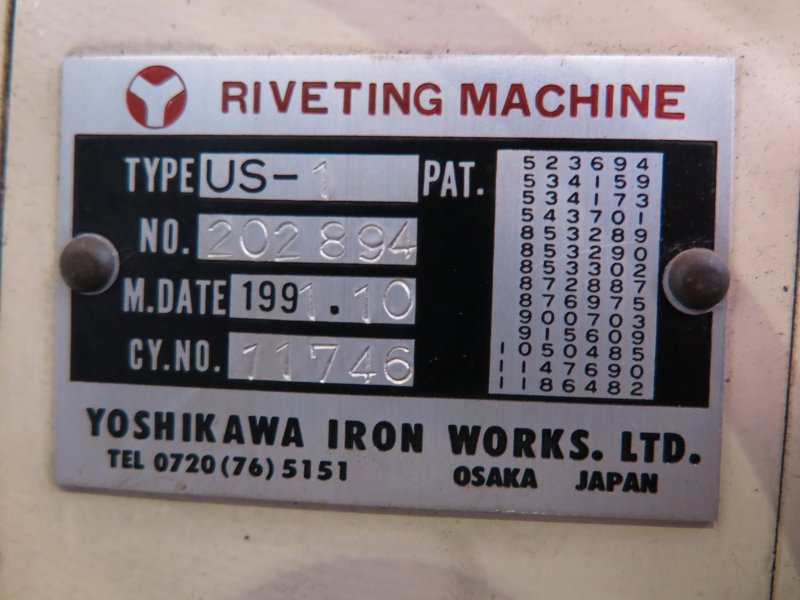 RIVETING MACHINE
TYPE US-1
NO. 202894
M.DATE 1991.10
CY.NO. 11746
PAT.
523694
534159
534173
543701
853289
853290
853302
872887
876975
900703
915609
1050485
1147690
1186482
YOSHIKAWA IRON WORKS. LTD.
TEL 0720(76)5151 OSAKA JAPAN